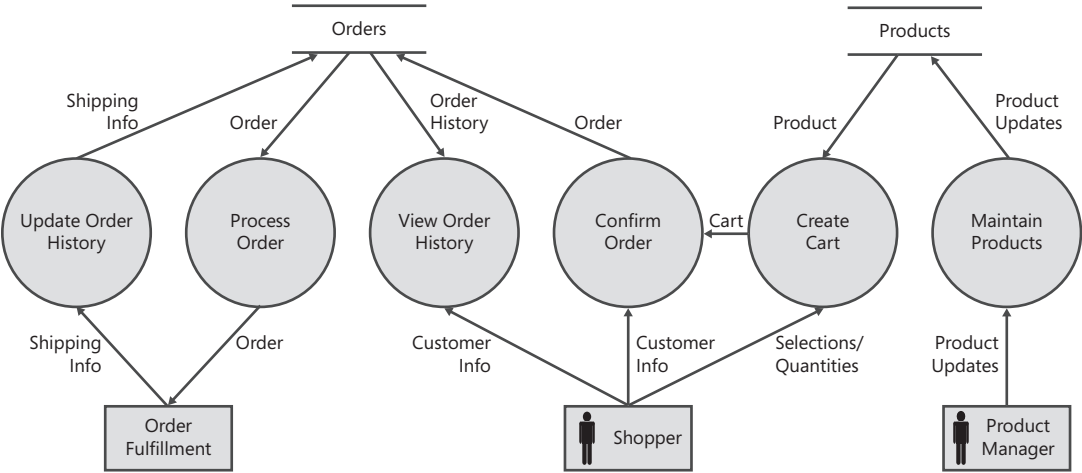 Orders
Products
Shipping
Info
Order
Order
History
Order
Product
Product
Updates
Update Order
History
Process
Order
View Order
History
Confirm
Order
Cart
Create
Cart
Maintain
Products
Shipping
Info
Order
Customer
Info
Customer
Info
Selections/
Quantities
Product
Updates
Order
Fulfillment
Shopper
Product
Manager